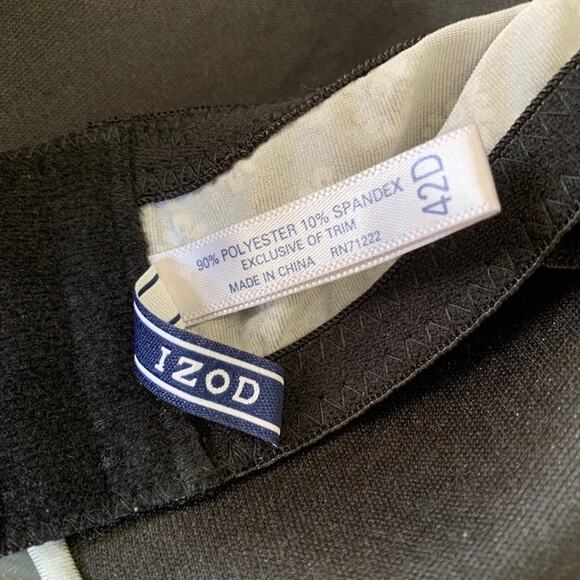 90% POLYESTER 10% SPANDEX
EXCLUSIVE OF TRIM
MADE IN CHINA RN71222
42D
IZOD